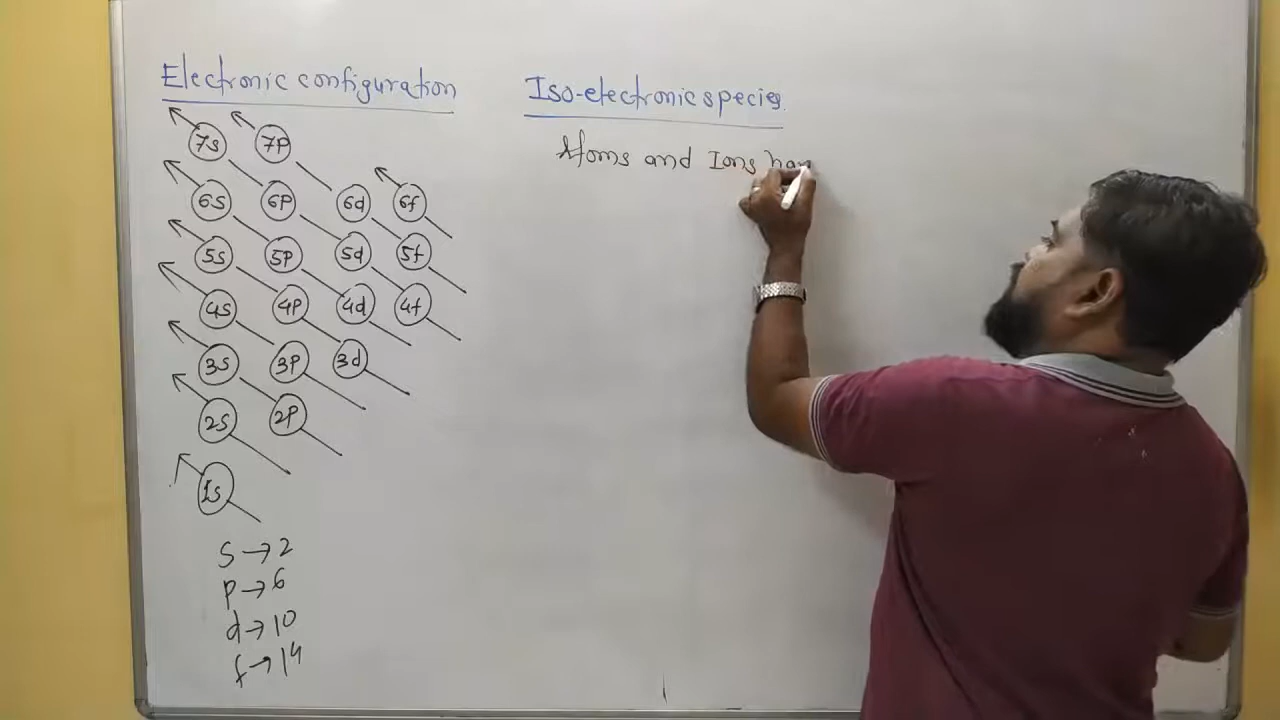 Electronic configuration
7s 7P
6s 6P 6d 6f
5s 5P 5d 5f
4s 4P 4d 4f
3s 3P 3d
2s 2P
1s
S→2
P→6
d→10
f→14
Iso-electronic species.
Atoms and Ions